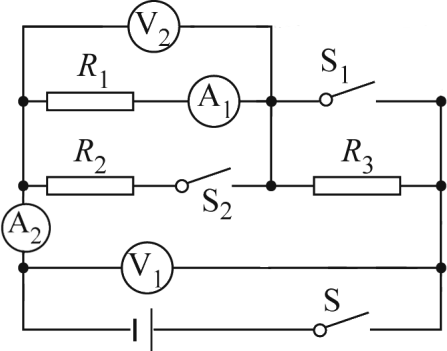 V₂
R₁ A₁ S₁
R₂ S₂ R₃
A₂
V₁
S